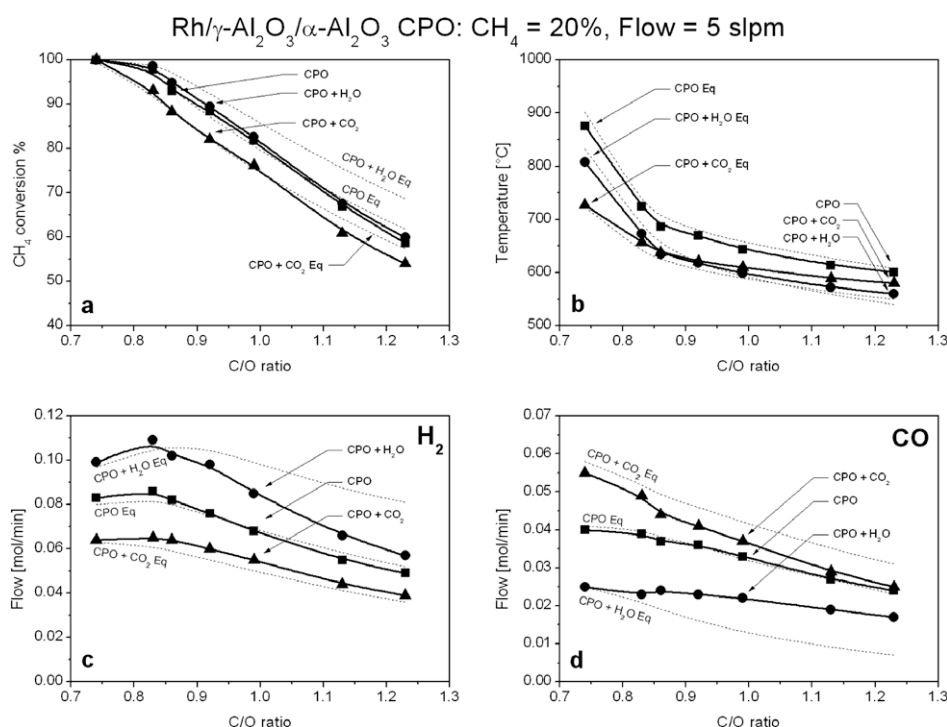 Rh/γ-Al₂O₃/α-Al₂O₃ CPO: CH₄ = 20%, Flow = 5 slpm
100
90
80
70
60
50
40
CH₄ conversion %
CPO
CPO + H₂O
CPO + CO₂
CPO + H₂O Eq
CPO Eq
CPO + CO₂ Eq
a
0.7 0.8 0.9 1.0 1.1 1.2 1.3
C/O ratio
1000
900
800
700
600
500
Temperature [°C]
CPO Eq
CPO + H₂O Eq
CPO + CO₂ Eq
CPO
CPO + CO₂
CPO + H₂O
b
0.7 0.8 0.9 1.0 1.1 1.2 1.3
C/O ratio
0.12
0.10
0.08
0.06
0.04
0.02
0.00
Flow [mol/min]
H₂
CPO + H₂O
CPO + H₂O Eq
CPO
CPO Eq
CPO + CO₂
CPO + CO₂ Eq
c
0.7 0.8 0.9 1.0 1.1 1.2 1.3
C/O ratio
0.07
0.06
0.05
0.04
0.03
0.02
0.01
0.00
Flow [mol/min]
CO
CPO + CO₂ Eq
CPO + CO₂
CPO
CPO Eq
CPO + H₂O
CPO + H₂O Eq
d
0.7 0.8 0.9 1.0 1.1 1.2 1.3
C/O ratio